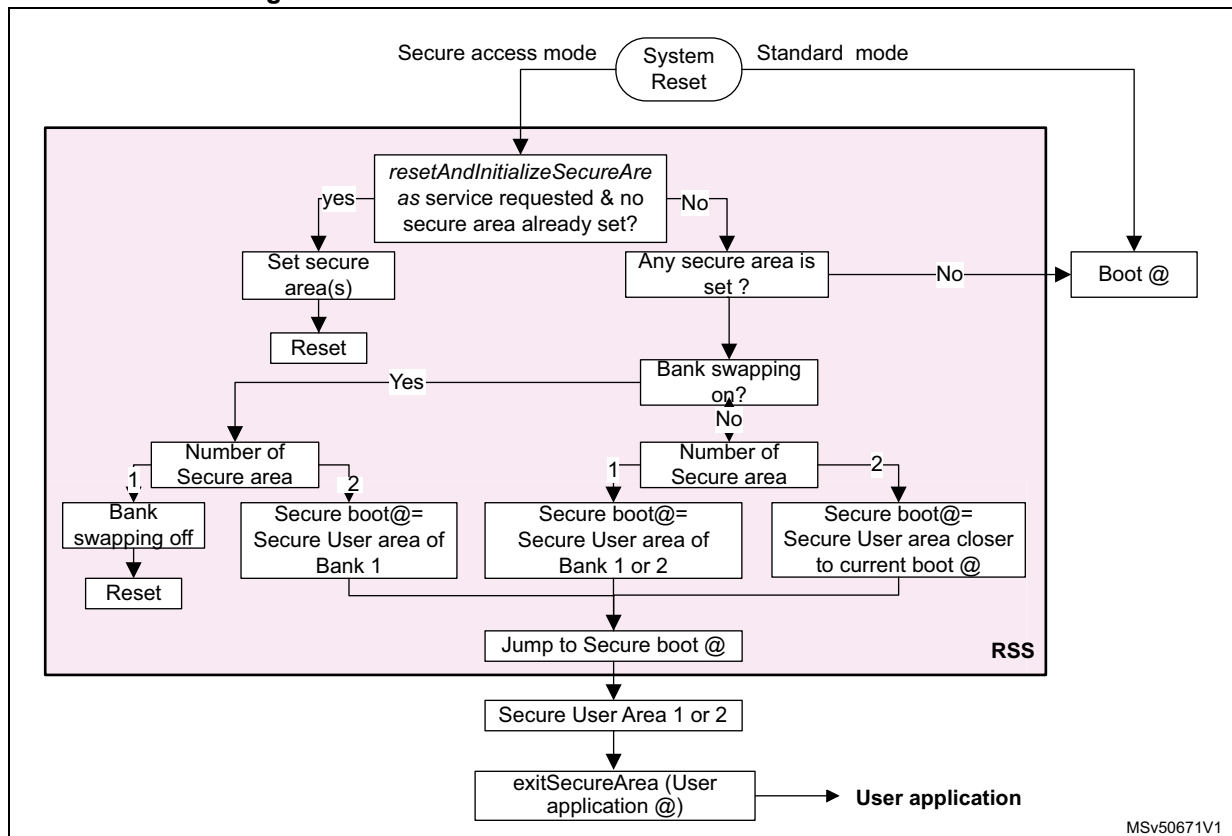 Secure access mode
System
Reset
Standard mode
resetAndInitializeSecureAre
as service requested & no
secure area already set?
yes
No
Set secure
area(s)
Any secure area is
set ?
No
Boot @
Reset
Bank swapping
on?
Yes
No
Number of
Secure area
Number of
Secure area
1
2
1
2
Bank
swapping off
Secure boot@=
Secure User area of
Bank 1
Secure boot@=
Secure User area of
Bank 1 or 2
Secure boot@=
Secure User area closer
to current boot @
Reset
Jump to Secure boot @
RSS
Secure User Area 1 or 2
exitSecureArea (User
application @)
User application
MSv50671V1